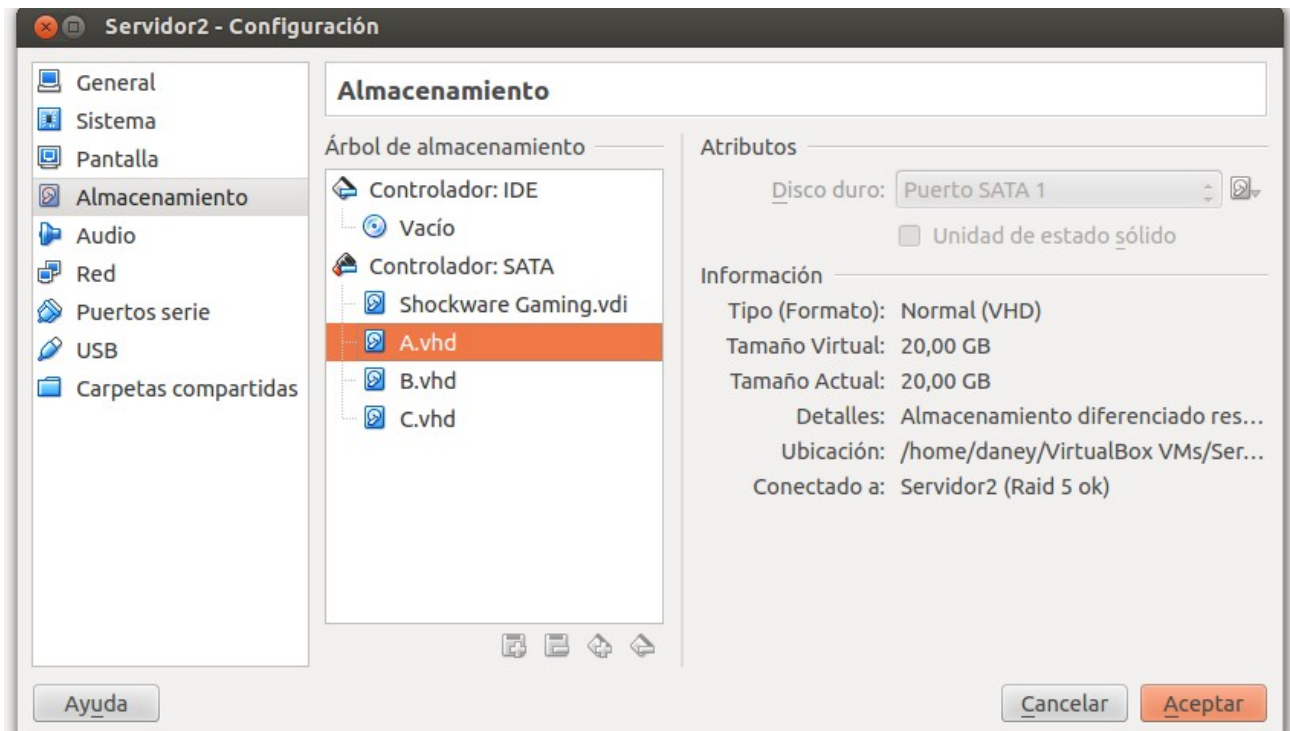 Servidor2 - Configuración
General
Sistema
Pantalla
Almacenamiento
Audio
Red
Puertos serie
USB
Carpetas compartidas
Almacenamiento
Árbol de almacenamiento
Controlador: IDE
Vacío
Controlador: SATA
Shockware Gaming.vdi
A.vhd
B.vhd
C.vhd
Atributos
Disco duro: Puerto SATA 1
Unidad de estado sólido
Información
Tipo (Formato): Normal (VHD)
Tamaño Virtual: 20,00 GB
Tamaño Actual: 20,00 GB
Detalles: Almacenamiento diferenciado res...
Ubicación: /home/daney/VirtualBox VMs/Ser...
Conectado a: Servidor2 (Raid 5 ok)
Ayuda
Cancelar
Aceptar